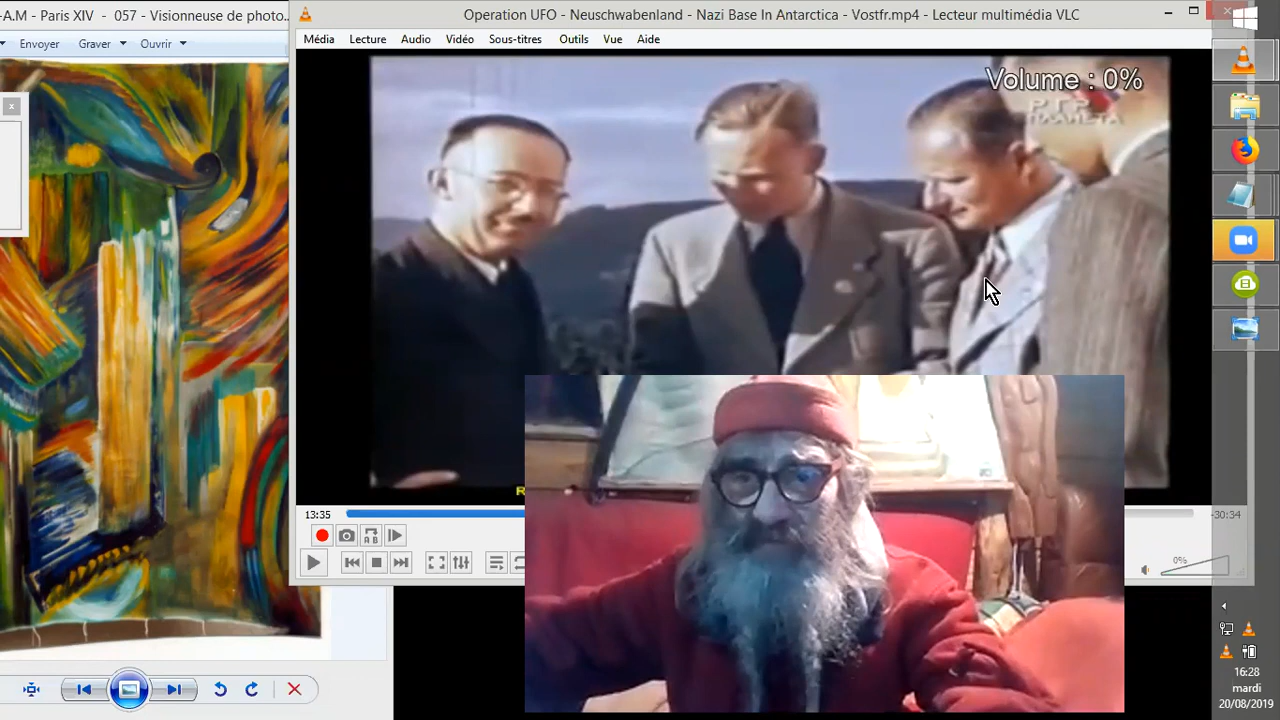 -A.M - Paris XIV - 057 - Visionneuse de photo...
Envoyer Graver Ouvrir
Operation UFO - Neuschwabenland - Nazi Base In Antarctica - Vostfr.mp4 - Lecteur multimédia VLC
Média Lecture Audio Vidéo Sous-titres Outils Vue Aide
Volume : 0%
РТР
ПЛАНЕТА
R
13:35
-30:34
A B
0%
16:28
mardi
20/08/2019